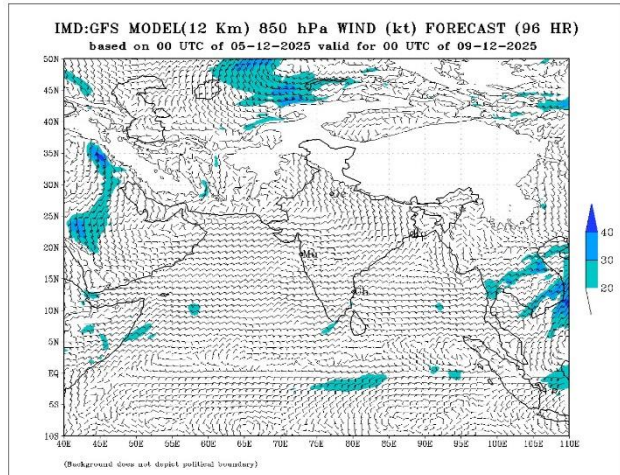 IMD:GFS MODEL(12 Km) 850 hPa WIND (kt) FORECAST (96 HR)
based on 00 UTC of 05-12-2025 valid for 00 UTC of 09-12-2025
50N
45N
40N
35N
30N
25N
20N
15N
10N
5N
EQ
5S
10S
40E 45E 50E 55E 60E 65E 70E 75E 80E 85E 90E 95E 100E 105E 110E
Mu
Ch
40
30
20
(Background does not depict political boundary)